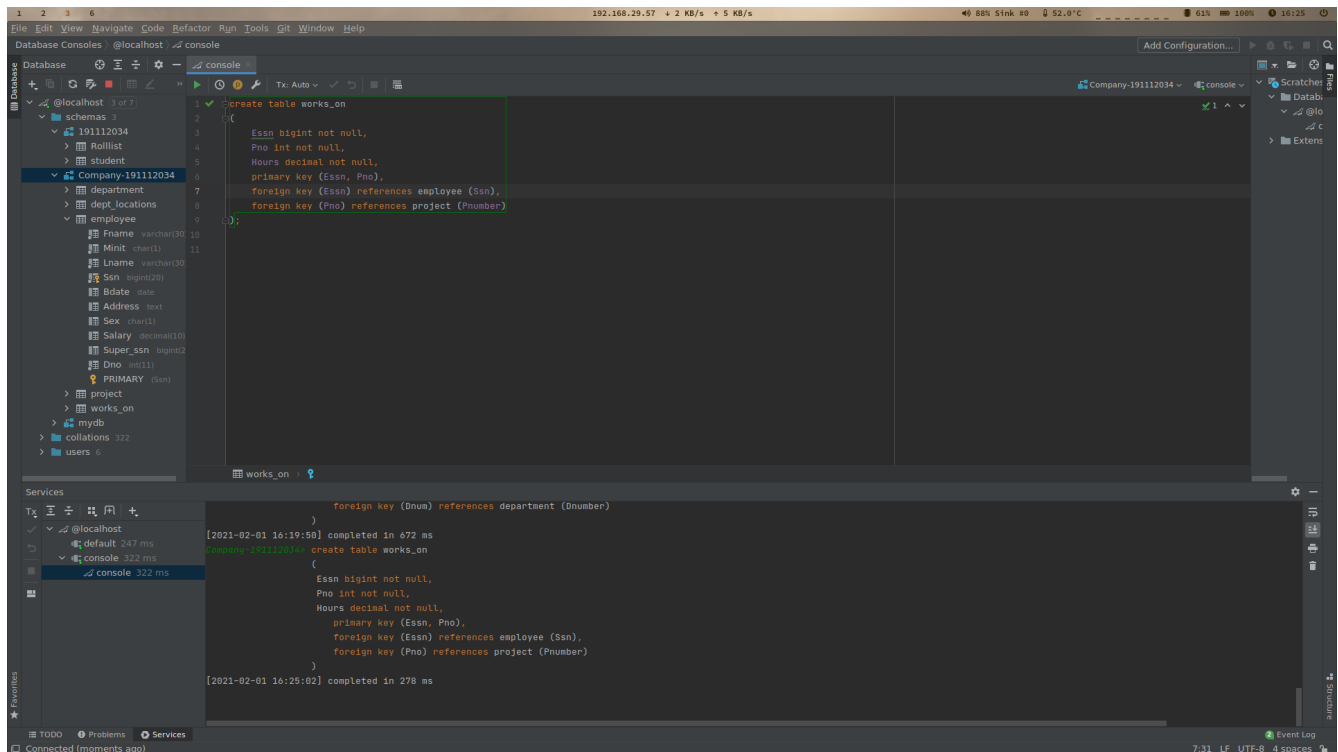 1 2 3 6 192.168.29.57 ↓ 2 KB/s ↑ 5 KB/s 88% Sink #0 52.0°C _ _ _ _ _ _ _ _ 61% 100% 16:25
File Edit View Navigate Code Refactor Run Tools Git Window Help
Database Consoles @localhost console Add Configuration...
Database console
Tx: Auto Company-191112034 console
Scratches
Databa
@lo
c
Extens
Files
@localhost 3 of 7
schemas 3
191112034
Rolllist
student
Company-191112034
department
dept_locations
employee
Fname varchar(30
Minit char(1)
Lname varchar(30
Ssn bigint(20)
Bdate date
Address text
Sex char(1)
Salary decimal(10)
Super_ssn bigint(2
Dno int(11)
PRIMARY (Ssn)
project
works_on
mydb
collations 322
users 6
1 create table works_on
2 (
3 Essn bigint not null,
4 Pno int not null,
5 Hours decimal not null,
6 primary key (Essn, Pno),
7 foreign key (Essn) references employee (Ssn),
8 foreign key (Pno) references project (Pnumber)
9 );
10
11
1
works_on
Services
Tx
@localhost
default 247 ms
console 322 ms
console 322 ms
foreign key (Dnum) references department (Dnumber)
)
[2021-02-01 16:19:50] completed in 672 ms
Company-191112034> create table works_on
(
Essn bigint not null,
Pno int not null,
Hours decimal not null,
primary key (Essn, Pno),
foreign key (Essn) references employee (Ssn),
foreign key (Pno) references project (Pnumber)
)
[2021-02-01 16:25:02] completed in 278 ms
Database
Favorites
Structure
TODO Problems Services 2 Event Log
Connected (moments ago) 7:31 LF UTF-8 4 spaces